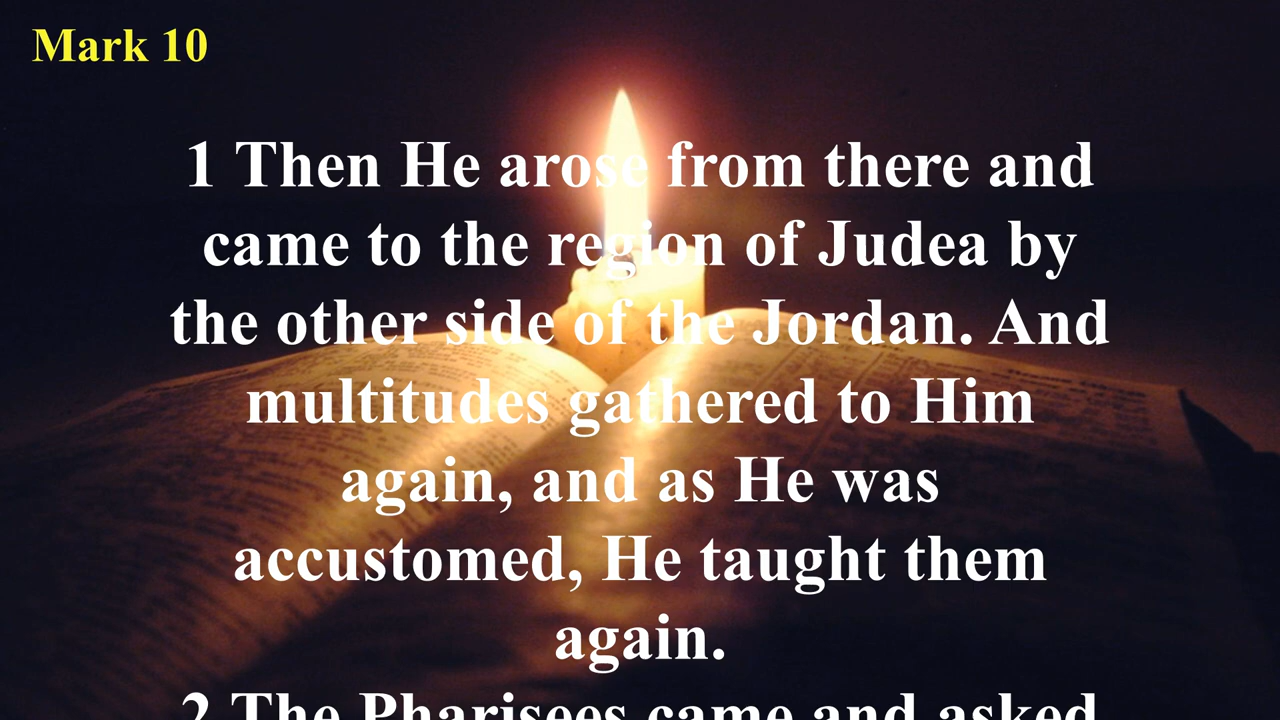 Mark 10
1 Then He arose from there and
came to the region of Judea by
the other side of the Jordan. And
multitudes gathered to Him
again, and as He was
accustomed, He taught them
again.
2 The Pharisees came and asked